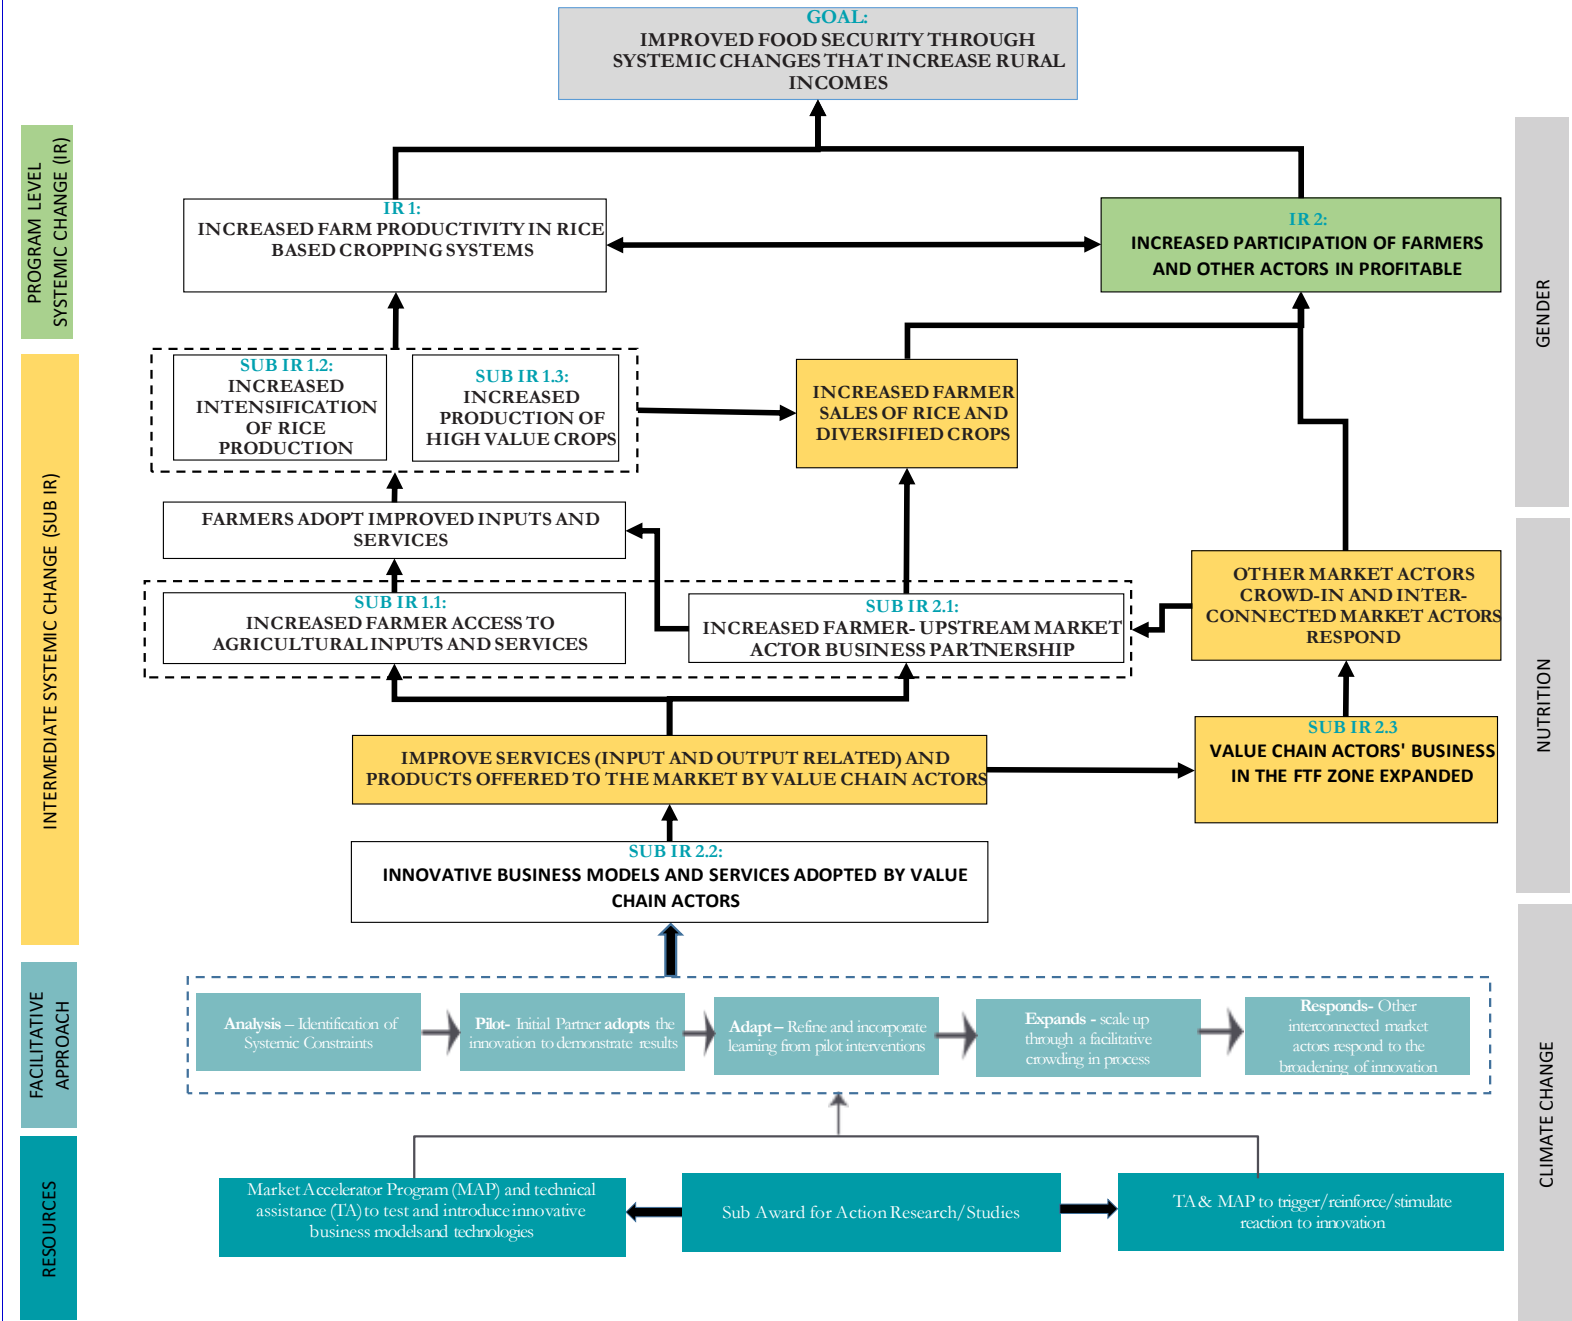 GOAL:
IMPROVED FOOD SECURITY THROUGH
SYSTEMIC CHANGES THAT INCREASE RURAL
INCOMES
PROGRAM LEVEL
SYSTEMIC CHANGE (IR)
IR 1:
INCREASED FARM PRODUCTIVITY IN RICE
BASED CROPPING SYSTEMS
IR 2:
INCREASED PARTICIPATION OF FARMERS
AND OTHER ACTORS IN PROFITABLE
GENDER
INTERMEDIATE SYSTEMIC CHANGE (SUB IR)
SUB IR 1.2:
INCREASED
INTENSIFICATION
OF RICE
PRODUCTION
SUB IR 1.3:
INCREASED
PRODUCTION OF
HIGH VALUE CROPS
INCREASED FARMER
SALES OF RICE AND
DIVERSIFIED CROPS
FARMERS ADOPT IMPROVED INPUTS AND
SERVICES
SUB IR 1.1:
INCREASED FARMER ACCESS TO
AGRICULTURAL INPUTS AND SERVICES
SUB IR 2.1:
INCREASED FARMER- UPSTREAM MARKET
ACTOR BUSINESS PARTNERSHIP
OTHER MARKET ACTORS
CROWD-IN AND INTER-
CONNECTED MARKET ACTORS
RESPOND
NUTRITION
IMPROVE SERVICES (INPUT AND OUTPUT RELATED) AND
PRODUCTS OFFERED TO THE MARKET BY VALUE CHAIN ACTORS
SUB IR 2.3
VALUE CHAIN ACTORS' BUSINESS
IN THE FTF ZONE EXPANDED
SUB IR 2.2:
INNOVATIVE BUSINESS MODELS AND SERVICES ADOPTED BY VALUE
CHAIN ACTORS
FACILITATIVE
APPROACH
Analysis – Identification of
Systemic Constraints
Pilot- Initial Partner adopts the
innovation to demonstrate results
Adapt – Refine and incorporate
learning from pilot interventions
Expands - scale up
through a facilitative
crowding in process
Responds- Other
interconnected market
actors respond to the
broadening of innovation
CLIMATE CHANGE
RESOURCES
Market Accelerator Program (MAP) and technical
assistance (TA) to test and introduce innovative
business models and technologies
Sub Award for Action Research/Studies
TA & MAP to trigger/reinforce/stimulate
reaction to innovation